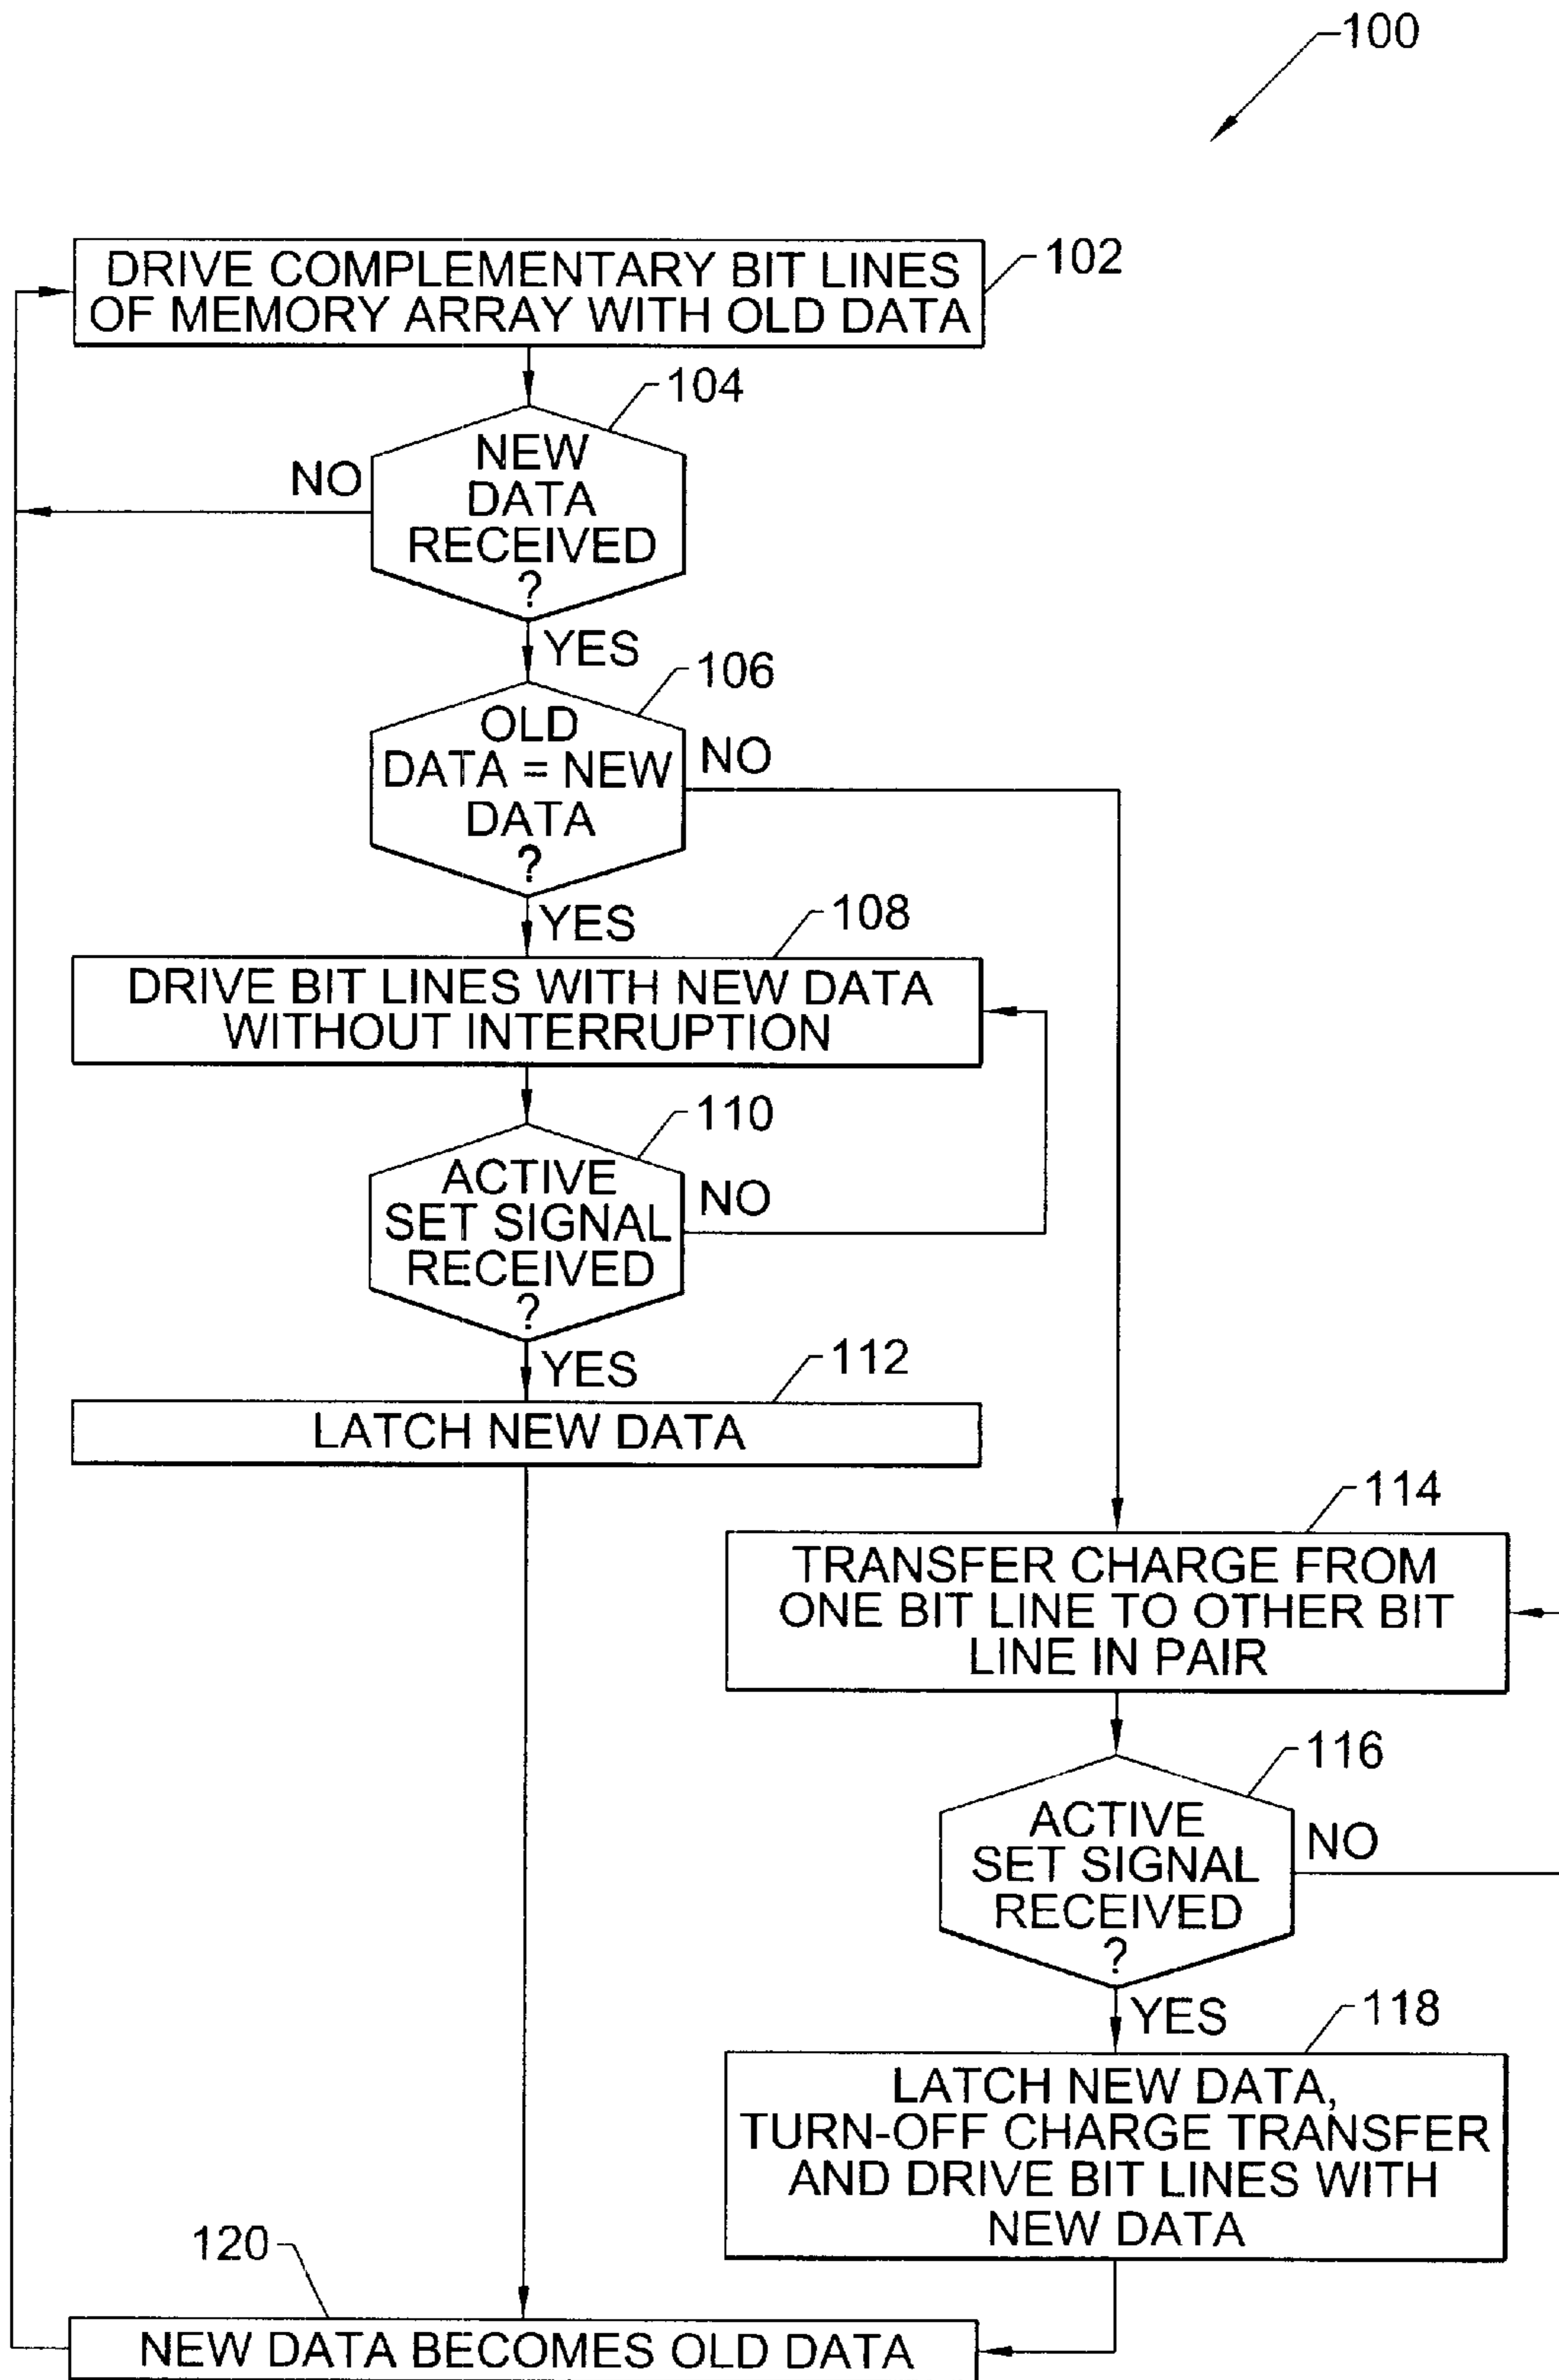 100
DRIVE COMPLEMENTARY BIT LINES
OF MEMORY ARRAY WITH OLD DATA
102
104
NEW
DATA
RECEIVED
?
NO
YES
106
OLD
DATA = NEW
DATA
?
NO
YES
108
DRIVE BIT LINES WITH NEW DATA
WITHOUT INTERRUPTION
110
ACTIVE
SET SIGNAL
RECEIVED
?
NO
YES
112
LATCH NEW DATA
114
TRANSFER CHARGE FROM
ONE BIT LINE TO OTHER BIT
LINE IN PAIR
116
ACTIVE
SET SIGNAL
RECEIVED
?
NO
YES
118
LATCH NEW DATA,
TURN-OFF CHARGE TRANSFER
AND DRIVE BIT LINES WITH
NEW DATA
120
NEW DATA BECOMES OLD DATA